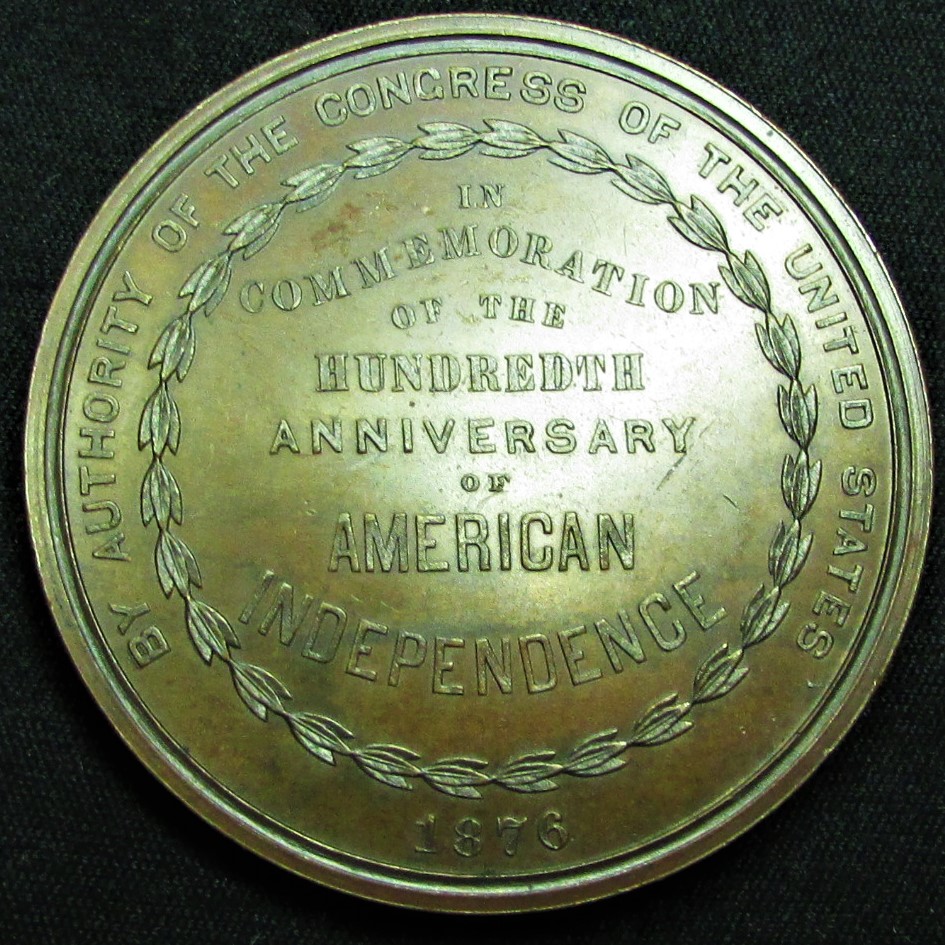 BY AUTHORITY OF THE CONGRESS OF THE UNITED STATES
IN
COMMEMORATION
OF THE
HUNDREDTH
ANNIVERSARY
OF
AMERICAN
INDEPENDENCE
1876